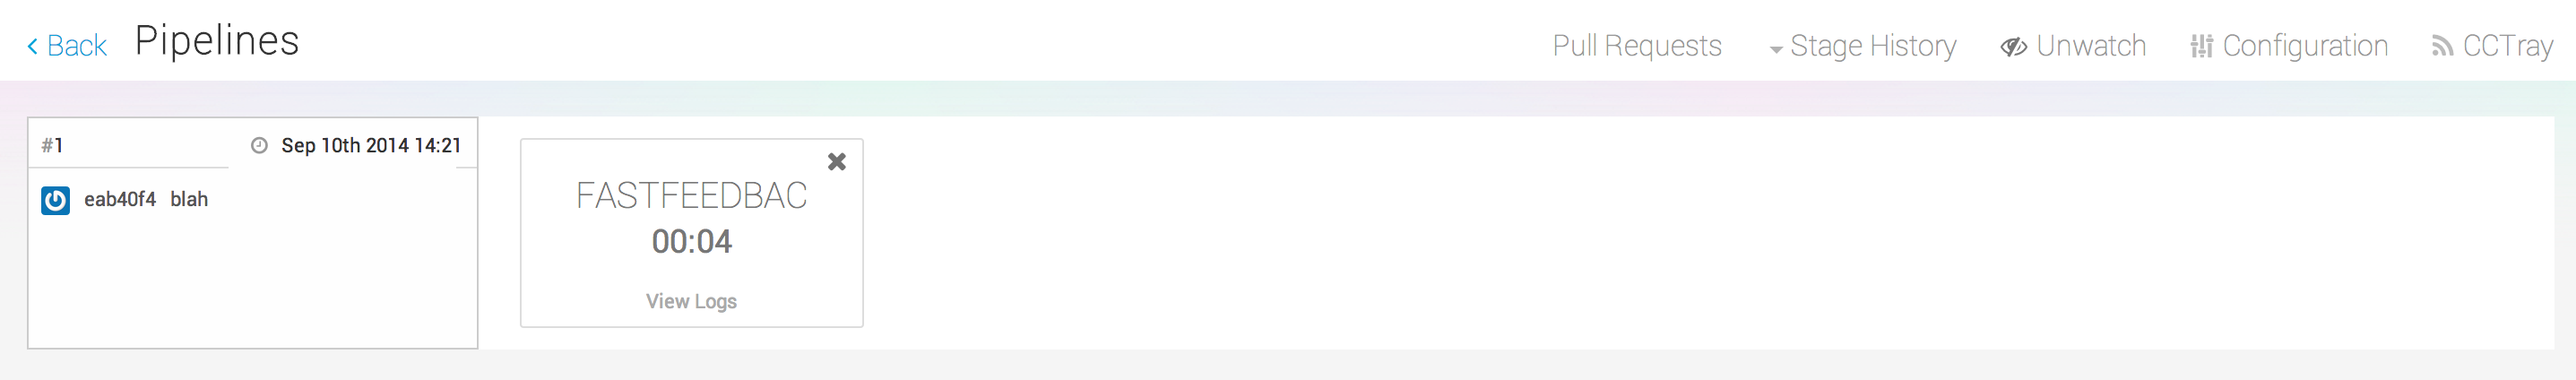 Back Pipelines Pull Requests Stage History Unwatch Configuration CCTray
#1 Sep 10th 2014 14:21
eab40f4 blah
FASTFEEDBAC
00:04
View Logs